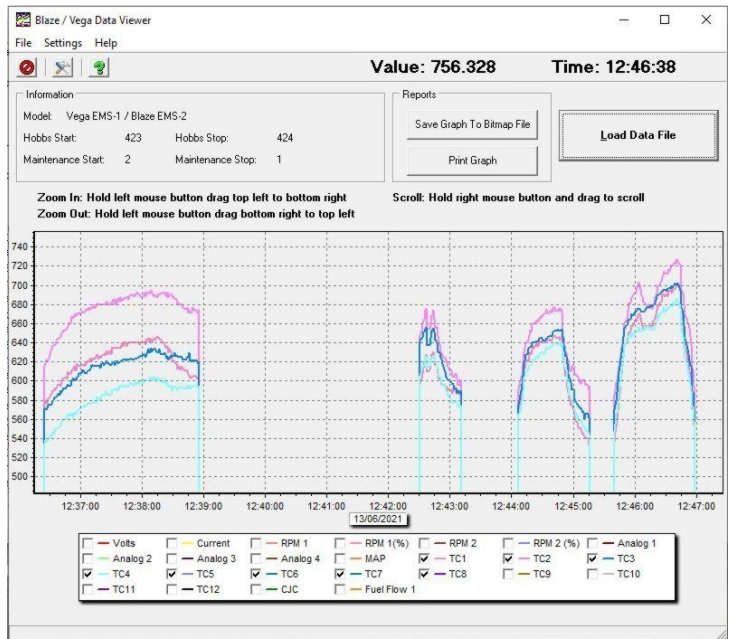 Blaze / Vega Data Viewer
File Settings Help
Value: 756.328 Time: 12:46:38
Information
Model: Vega EMS-1 / Blaze EMS-2
Hobbs Start: 423 Hobbs Stop: 424
Maintenance Start: 2 Maintenance Stop: 1
Reports
Save Graph To Bitmap File
Print Graph
Load Data File
Zoom In: Hold left mouse button drag top left to bottom right
Zoom Out: Hold left mouse button drag bottom right to top left
Scroll: Hold right mouse button and drag to scroll
740
720
700
680
660
640
620
600
580
560
540
520
500
12:37:00 12:38:00 12:39:00 12:40:00 12:41:00 12:42:00 12:43:00 12:44:00 12:45:00 12:46:00 12:47:00
13/06/2021
Volts Current RPM 1 RPM 1(%) RPM 2 RPM 2 (%) Analog 1
Analog 2 Analog 3 Analog 4 MAP TC1 TC2 TC3
TC4 TC5 TC6 TC7 TC8 TC9 TC10
TC11 TC12 CJC Fuel Flow 1